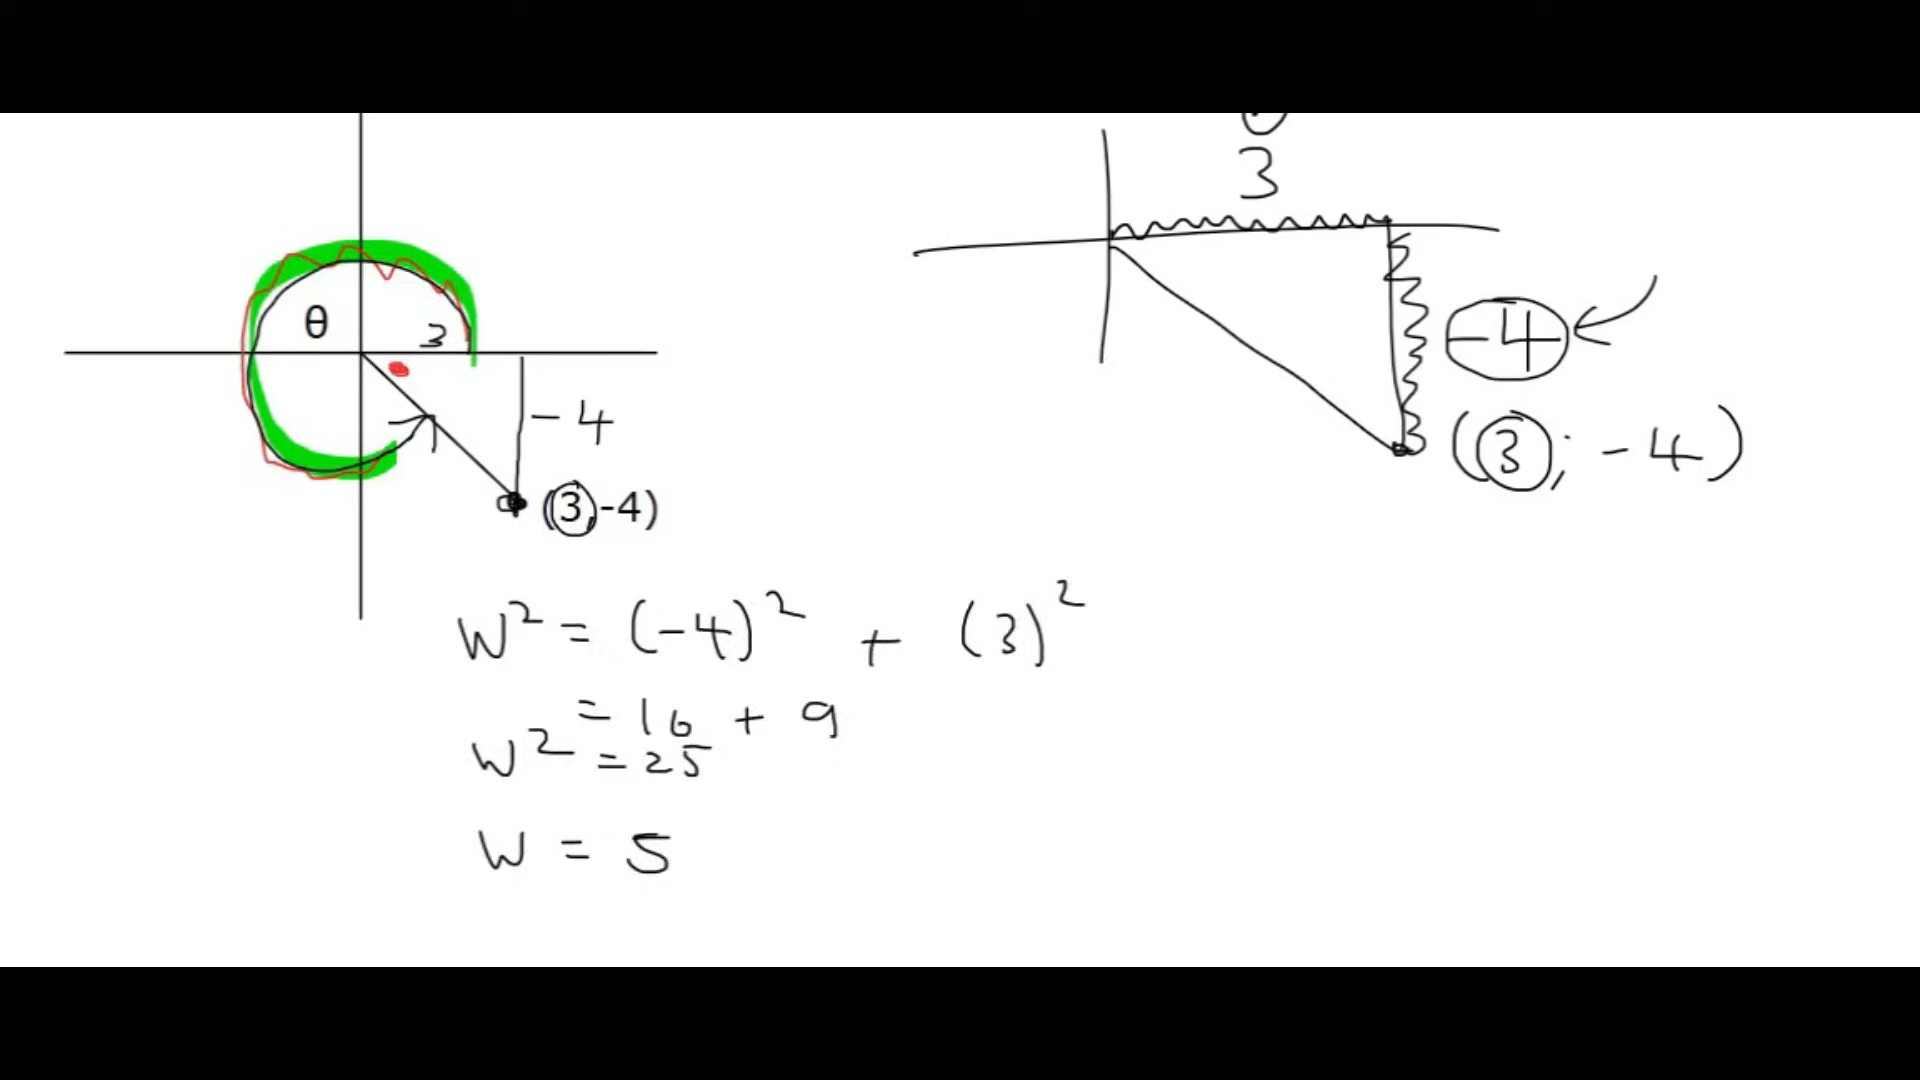 θ
3
-4
(3,-4)
3
-4
(3; -4)
W² = (-4)² + (3)²
= 16 + 9
W² = 25
W = 5